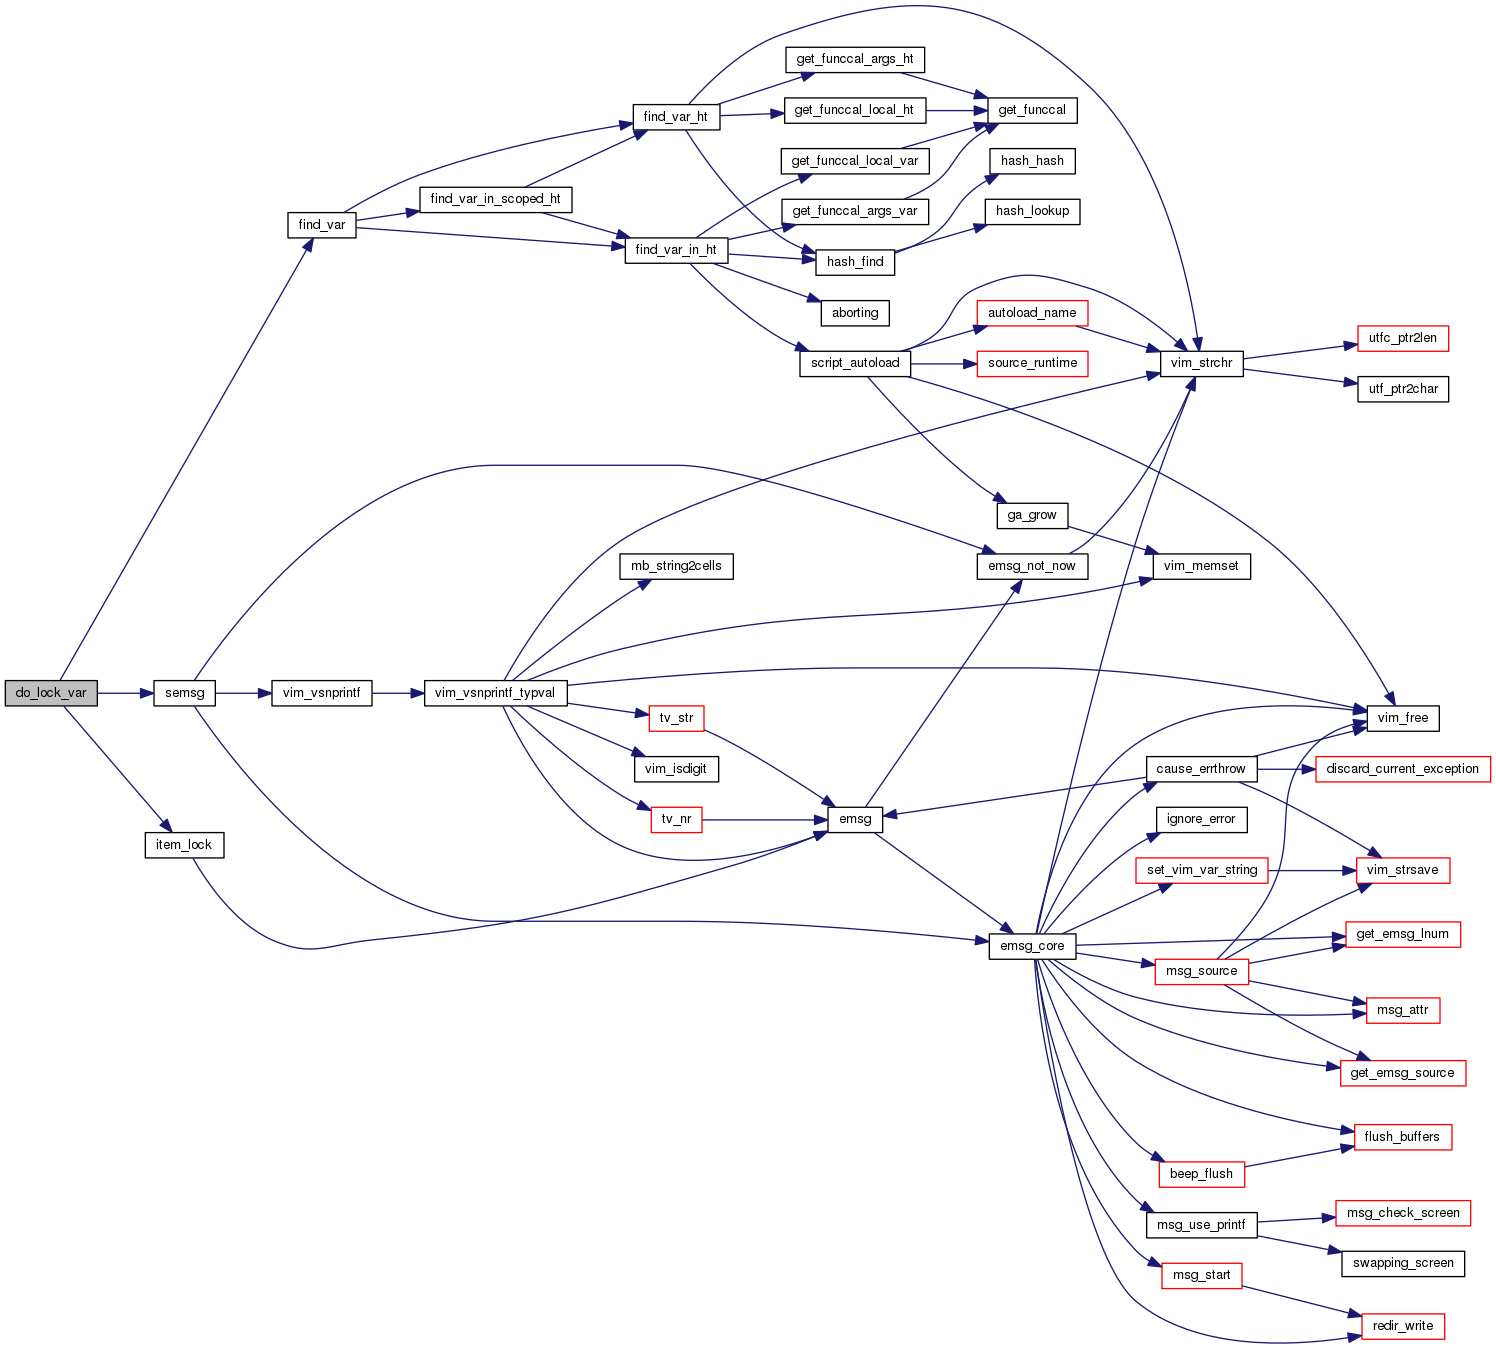 get_funccal_args_ht
find_var_ht
get_funccal_local_ht
get_funccal
get_funccal_local_var
hash_hash
find_var_in_scoped_ht
get_funccal_args_var
hash_lookup
find_var
find_var_in_ht
hash_find
aborting
autoload_name
script_autoload
source_runtime
vim_strchr
utfc_ptr2len
utf_ptr2char
ga_grow
mb_string2cells
emsg_not_now
vim_memset
do_lock_var
semsg
vim_vsnprintf
vim_vsnprintf_typval
tv_str
vim_free
vim_isdigit
cause_errthrow
discard_current_exception
tv_nr
emsg
ignore_error
item_lock
set_vim_var_string
vim_strsave
emsg_core
get_emsg_lnum
msg_source
msg_attr
get_emsg_source
flush_buffers
beep_flush
msg_use_printf
msg_check_screen
swapping_screen
msg_start
redir_write